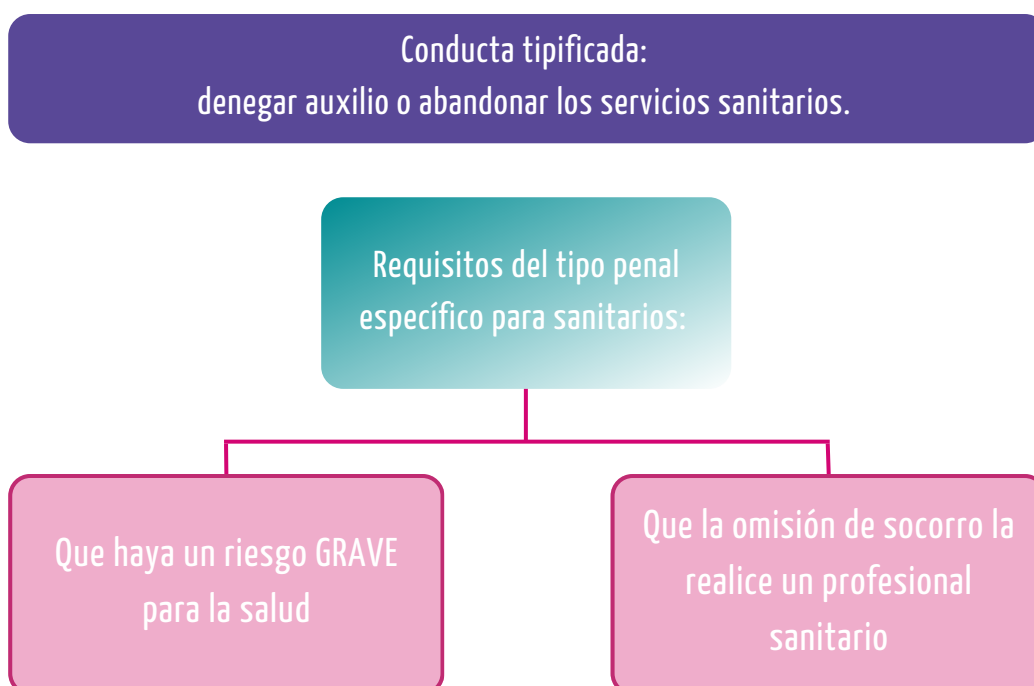 Conducta tipificada:
denegar auxilio o abandonar los servicios sanitarios.
Requisitos del tipo penal
específico para sanitarios:
Que haya un riesgo GRAVE
para la salud
Que la omisión de socorro la
realice un profesional
sanitario